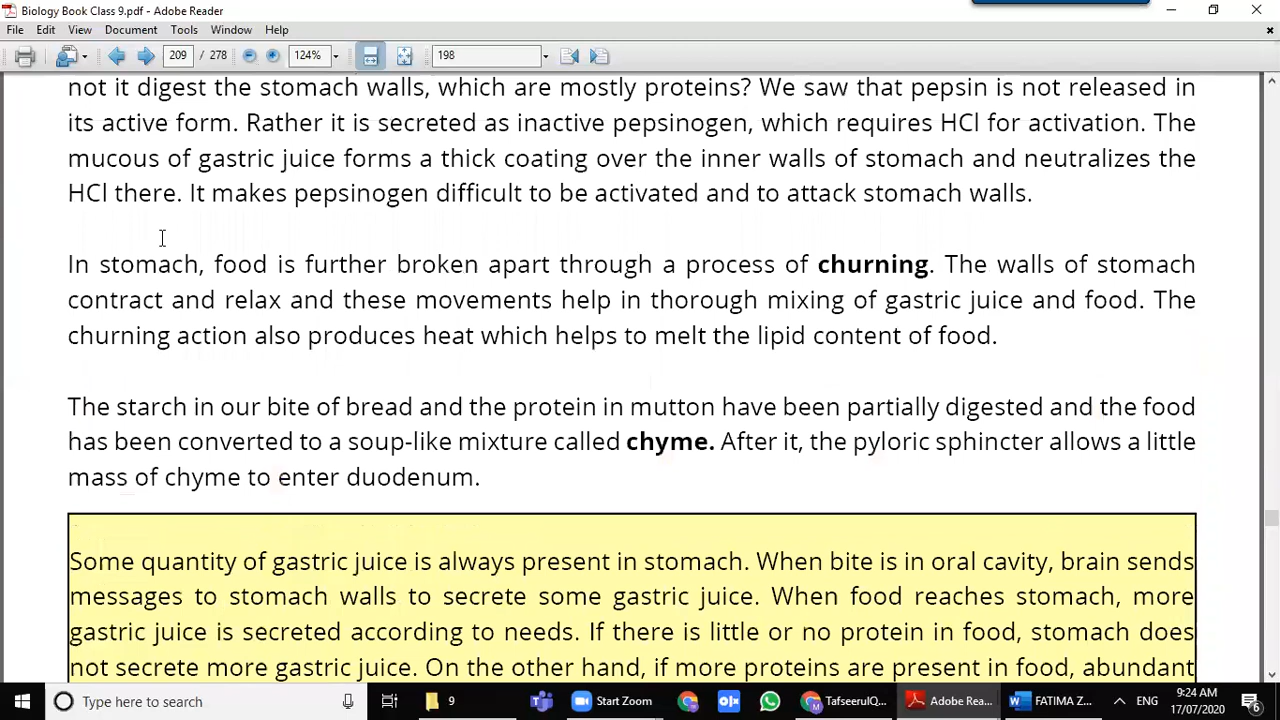 Biology Book Class 9.pdf - Adobe Reader
File Edit View Document Tools Window Help
209 / 278 124% 198
not it digest the stomach walls, which are mostly proteins? We saw that pepsin is not released in
its active form. Rather it is secreted as inactive pepsinogen, which requires HCl for activation. The
mucous of gastric juice forms a thick coating over the inner walls of stomach and neutralizes the
HCl there. It makes pepsinogen difficult to be activated and to attack stomach walls.
In stomach, food is further broken apart through a process of churning. The walls of stomach
contract and relax and these movements help in thorough mixing of gastric juice and food. The
churning action also produces heat which helps to melt the lipid content of food.
The starch in our bite of bread and the protein in mutton have been partially digested and the food
has been converted to a soup-like mixture called chyme. After it, the pyloric sphincter allows a little
mass of chyme to enter duodenum.
Some quantity of gastric juice is always present in stomach. When bite is in oral cavity, brain sends
messages to stomach walls to secrete some gastric juice. When food reaches stomach, more
gastric juice is secreted according to needs. If there is little or no protein in food, stomach does
not secrete more gastric juice. On the other hand, if more proteins are present in food, abundant
Type here to search 9 Start Zoom TafseerulQ... Adobe Rea... FATIMA Z... ENG 9:24 AM
17/07/2020 6